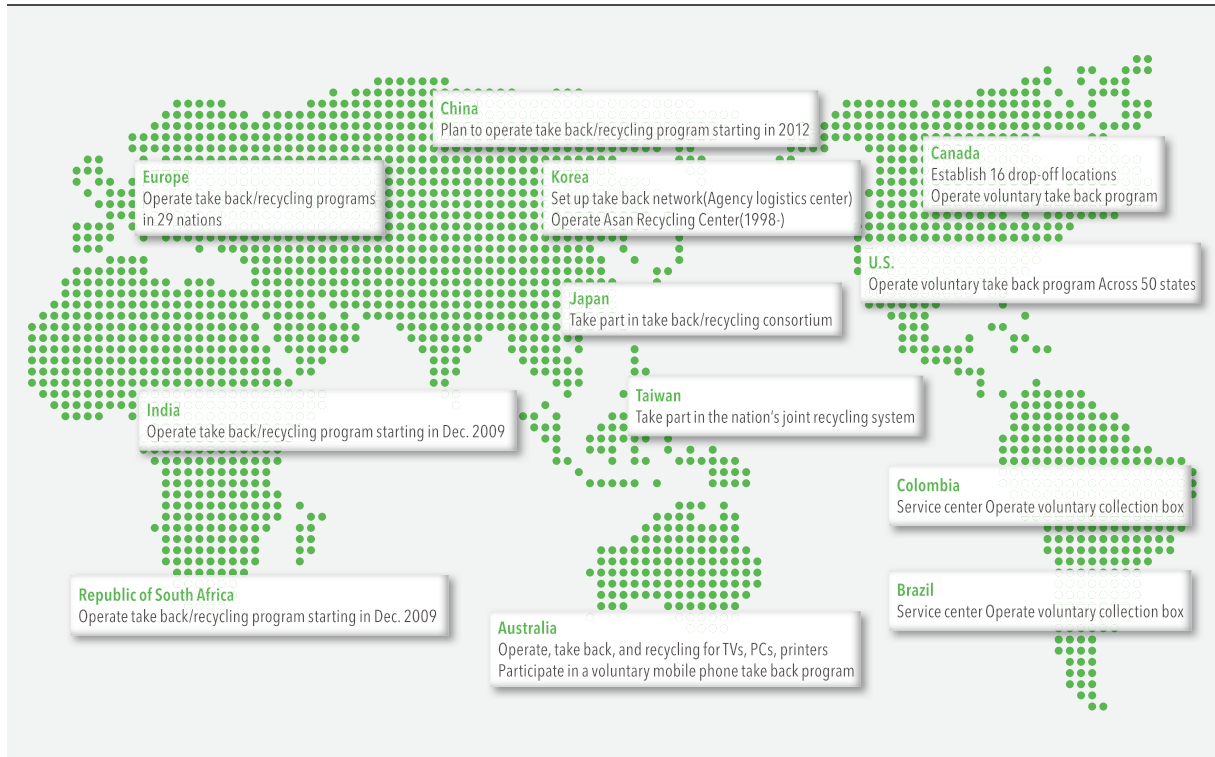 China
Plan to operate take back/recycling program starting in 2012
Canada
Establish 16 drop-off locations
Operate voluntary take back program
Europe
Operate take back/recycling programs
in 29 nations
Korea
Set up take back network(Agency logistics center)
Operate Asan Recycling Center(1998-)
U.S.
Operate voluntary take back program Across 50 states
Japan
Take part in take back/recycling consortium
Taiwan
Take part in the nation's joint recycling system
India
Operate take back/recycling program starting in Dec. 2009
Colombia
Service center Operate voluntary collection box
Republic of South Africa
Operate take back/recycling program starting in Dec. 2009
Brazil
Service center Operate voluntary collection box
Australia
Operate, take back, and recycling for TVs, PCs, printers
Participate in a voluntary mobile phone take back program